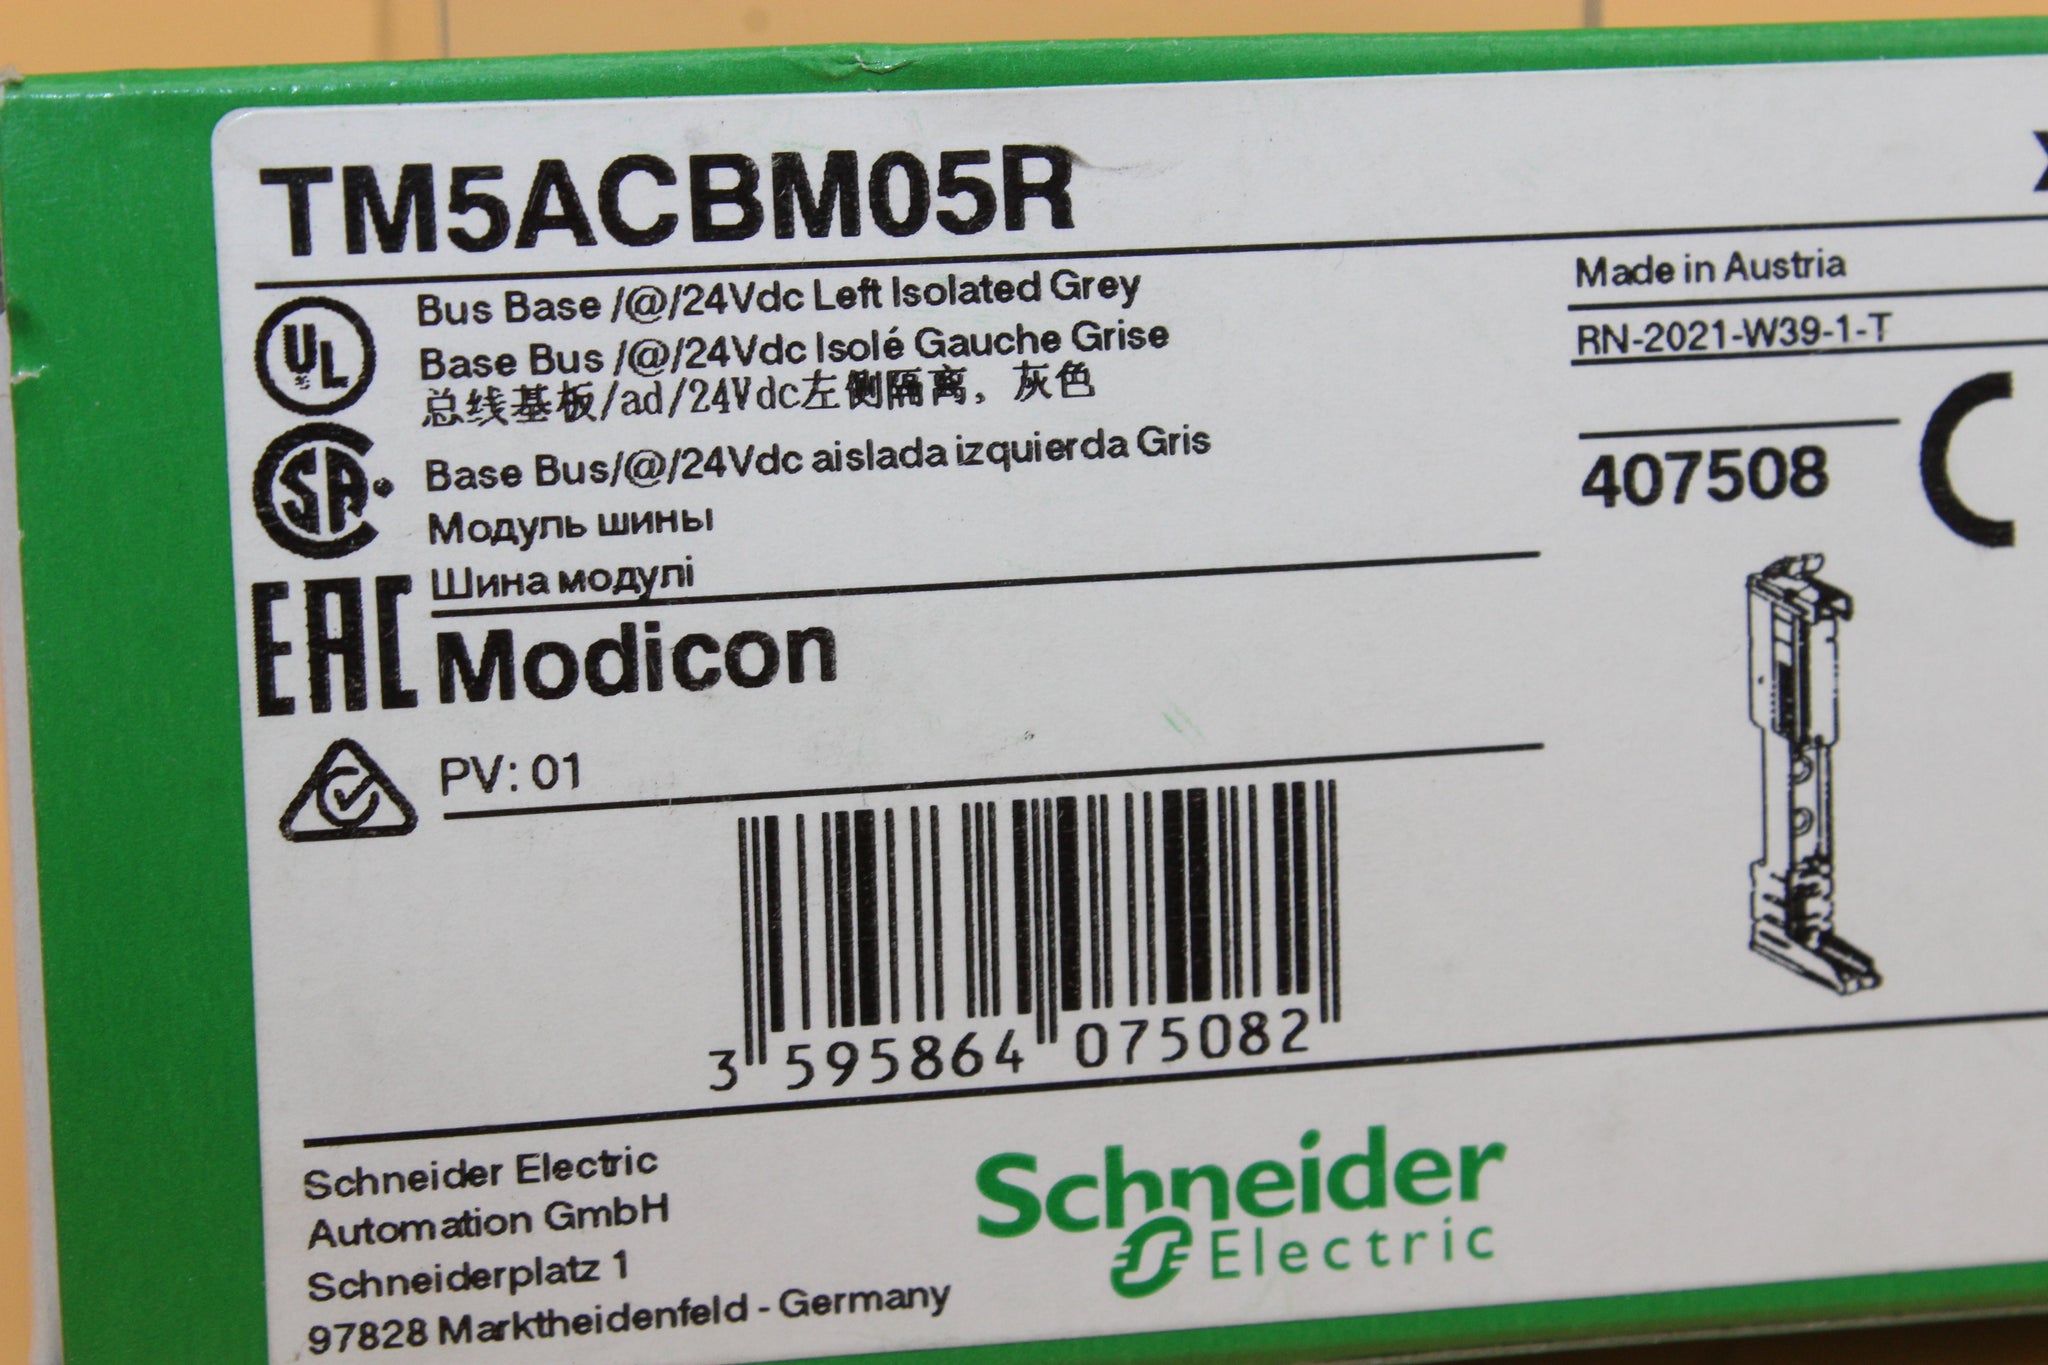 TM5ACBM05R
Bus Base /@/24Vdc Left Isolated Grey
Base Bus /@/24Vdc Isolé Gauche Grise
总线基板/ad/24Vdc左侧隔离，灰色
Base Bus/@/24Vdc aislada izquierda Gris
Модуль шины
Шина модулі
Modicon
PV: 01
UL
SA
EAC
Made in Austria
RN-2021-W39-1-T
407508
3 595864 075082
Schneider Electric
Automation GmbH
Schneiderplatz 1
97828 Marktheidenfeld - Germany
Schneider
Electric